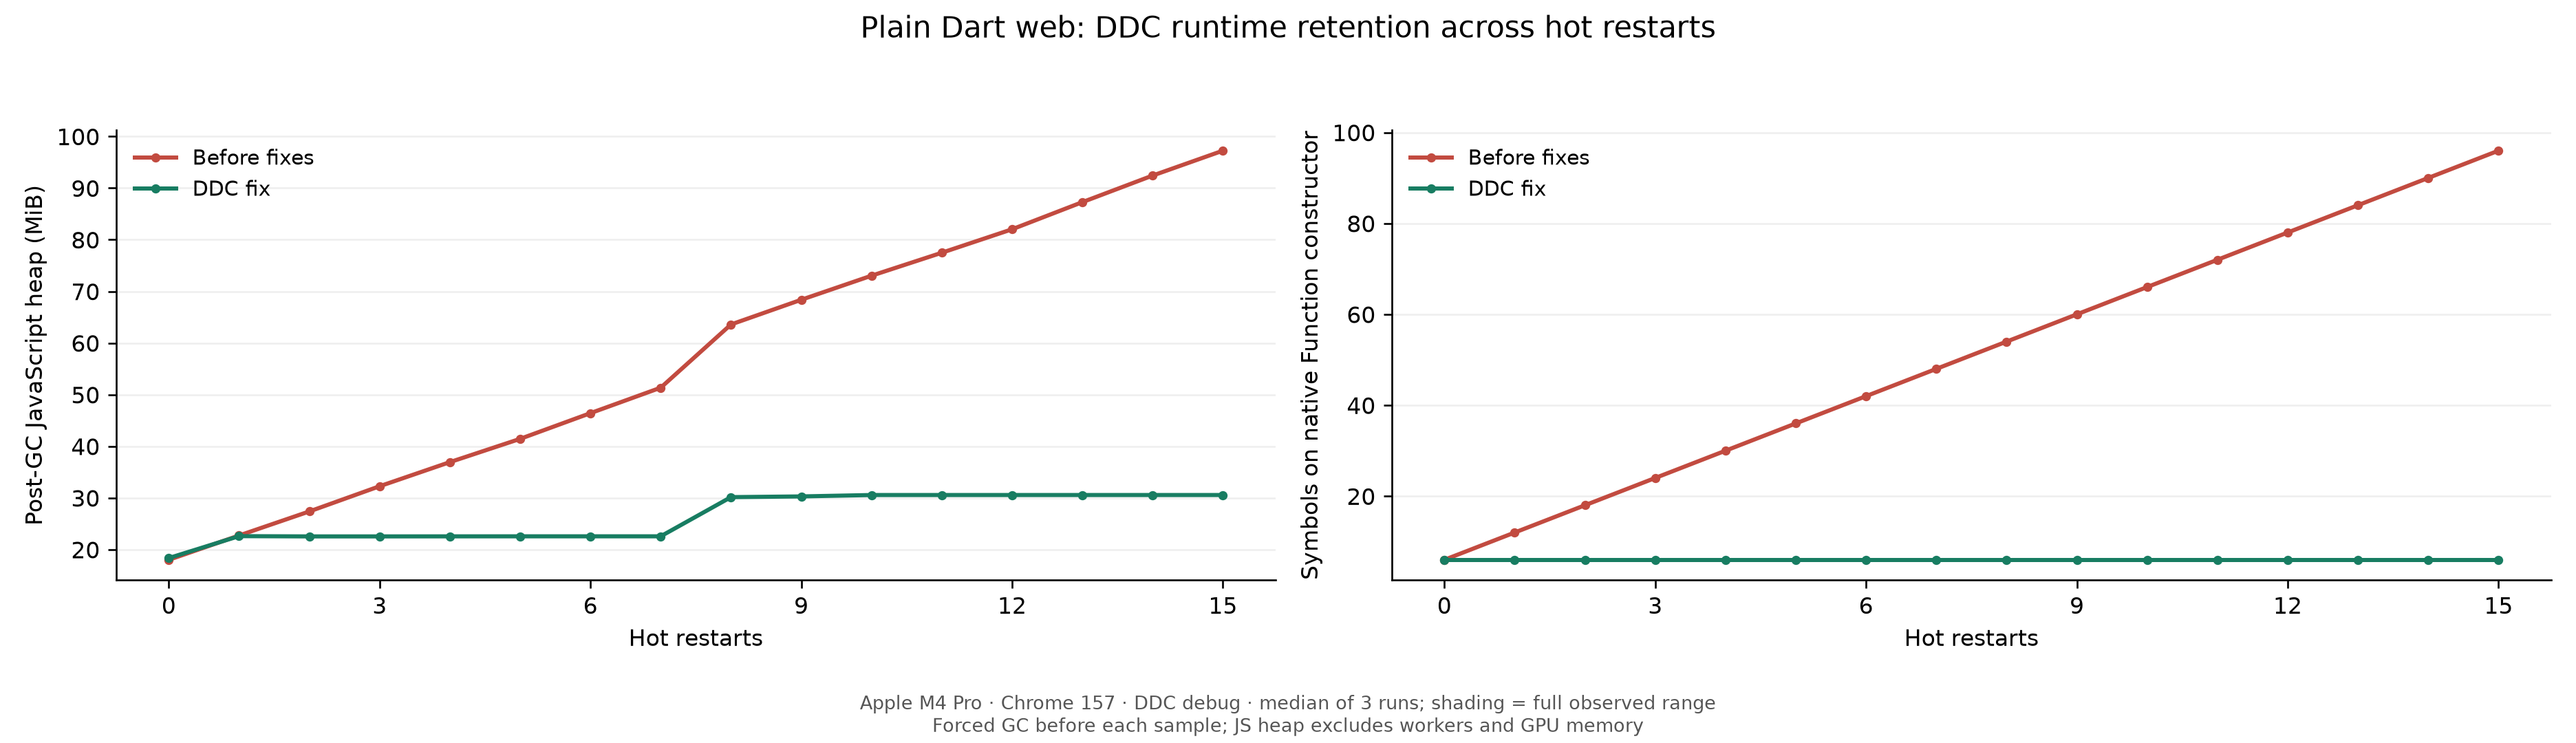 Plain Dart web: DDC runtime retention across hot restarts
Post-GC JavaScript heap (MiB)
100
90
80
70
60
50
40
30
20
Before fixes
DDC fix
0 3 6 9 12 15
Hot restarts
Symbols on native Function constructor
100
80
60
40
20
Before fixes
DDC fix
0 3 6 9 12 15
Hot restarts
Apple M4 Pro · Chrome 157 · DDC debug · median of 3 runs; shading = full observed range
Forced GC before each sample; JS heap excludes workers and GPU memory